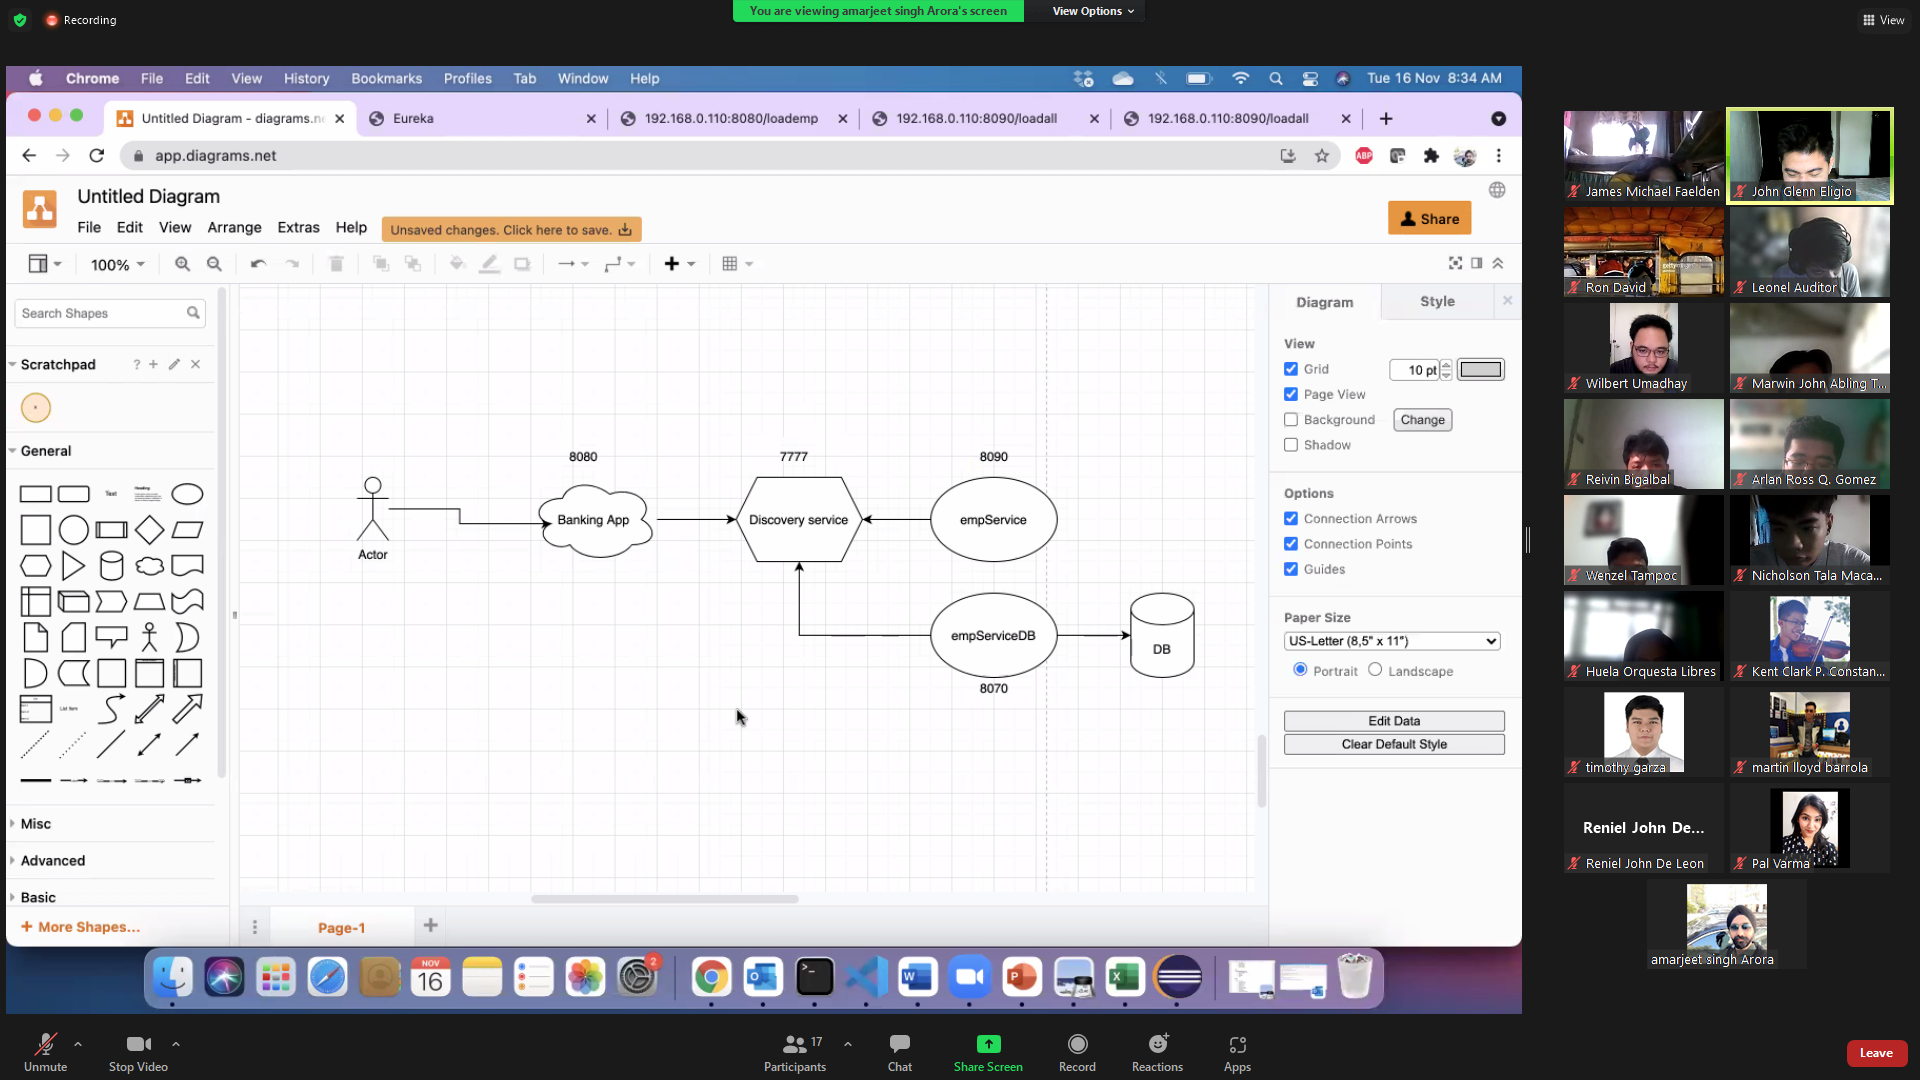 Recording
You are viewing amarjeet singh Arora's screen
View Options
View
Chrome File Edit View History Bookmarks Profiles Tab Window Help
Tue 16 Nov 8:34 AM
Untitled Diagram - diagrams.n
Eureka
192.168.0.110:8080/loademp
192.168.0.110:8090/loadall
192.168.0.110:8090/loadall
app.diagrams.net
ABP
Untitled Diagram
File Edit View Arrange Extras Help
Unsaved changes. Click here to save.
Share
100%
Search Shapes
Scratchpad
?
General
Text
Heading
List Item
Misc
Advanced
Basic
+ More Shapes...
8080
7777
8090
Banking App
Discovery service
empService
Actor
empServiceDB
DB
8070
Page-1
Diagram
Style
View
Grid
10 pt
Page View
Background
Change
Shadow
Options
Connection Arrows
Connection Points
Guides
Paper Size
US-Letter (8,5" x 11")
Portrait
Landscape
Edit Data
Clear Default Style
NOV
16
2
James Michael Faelden
John Glenn Eligio
Ron David
Leonel Auditor
Wilbert Umadhay
Marwin John Abling T...
Reivin Bigalbal
Arlan Ross Q. Gomez
Wenzel Tampoc
Nicholson Tala Maca...
Huela Orquesta Libres
Kent Clark P. Constan...
timothy garza
martin lloyd barrola
Reniel John De...
Reniel John De Leon
Pal Varma
amarjeet singh Arora
Unmute
Stop Video
Participants
17
Chat
Share Screen
Record
Reactions
Apps
Leave